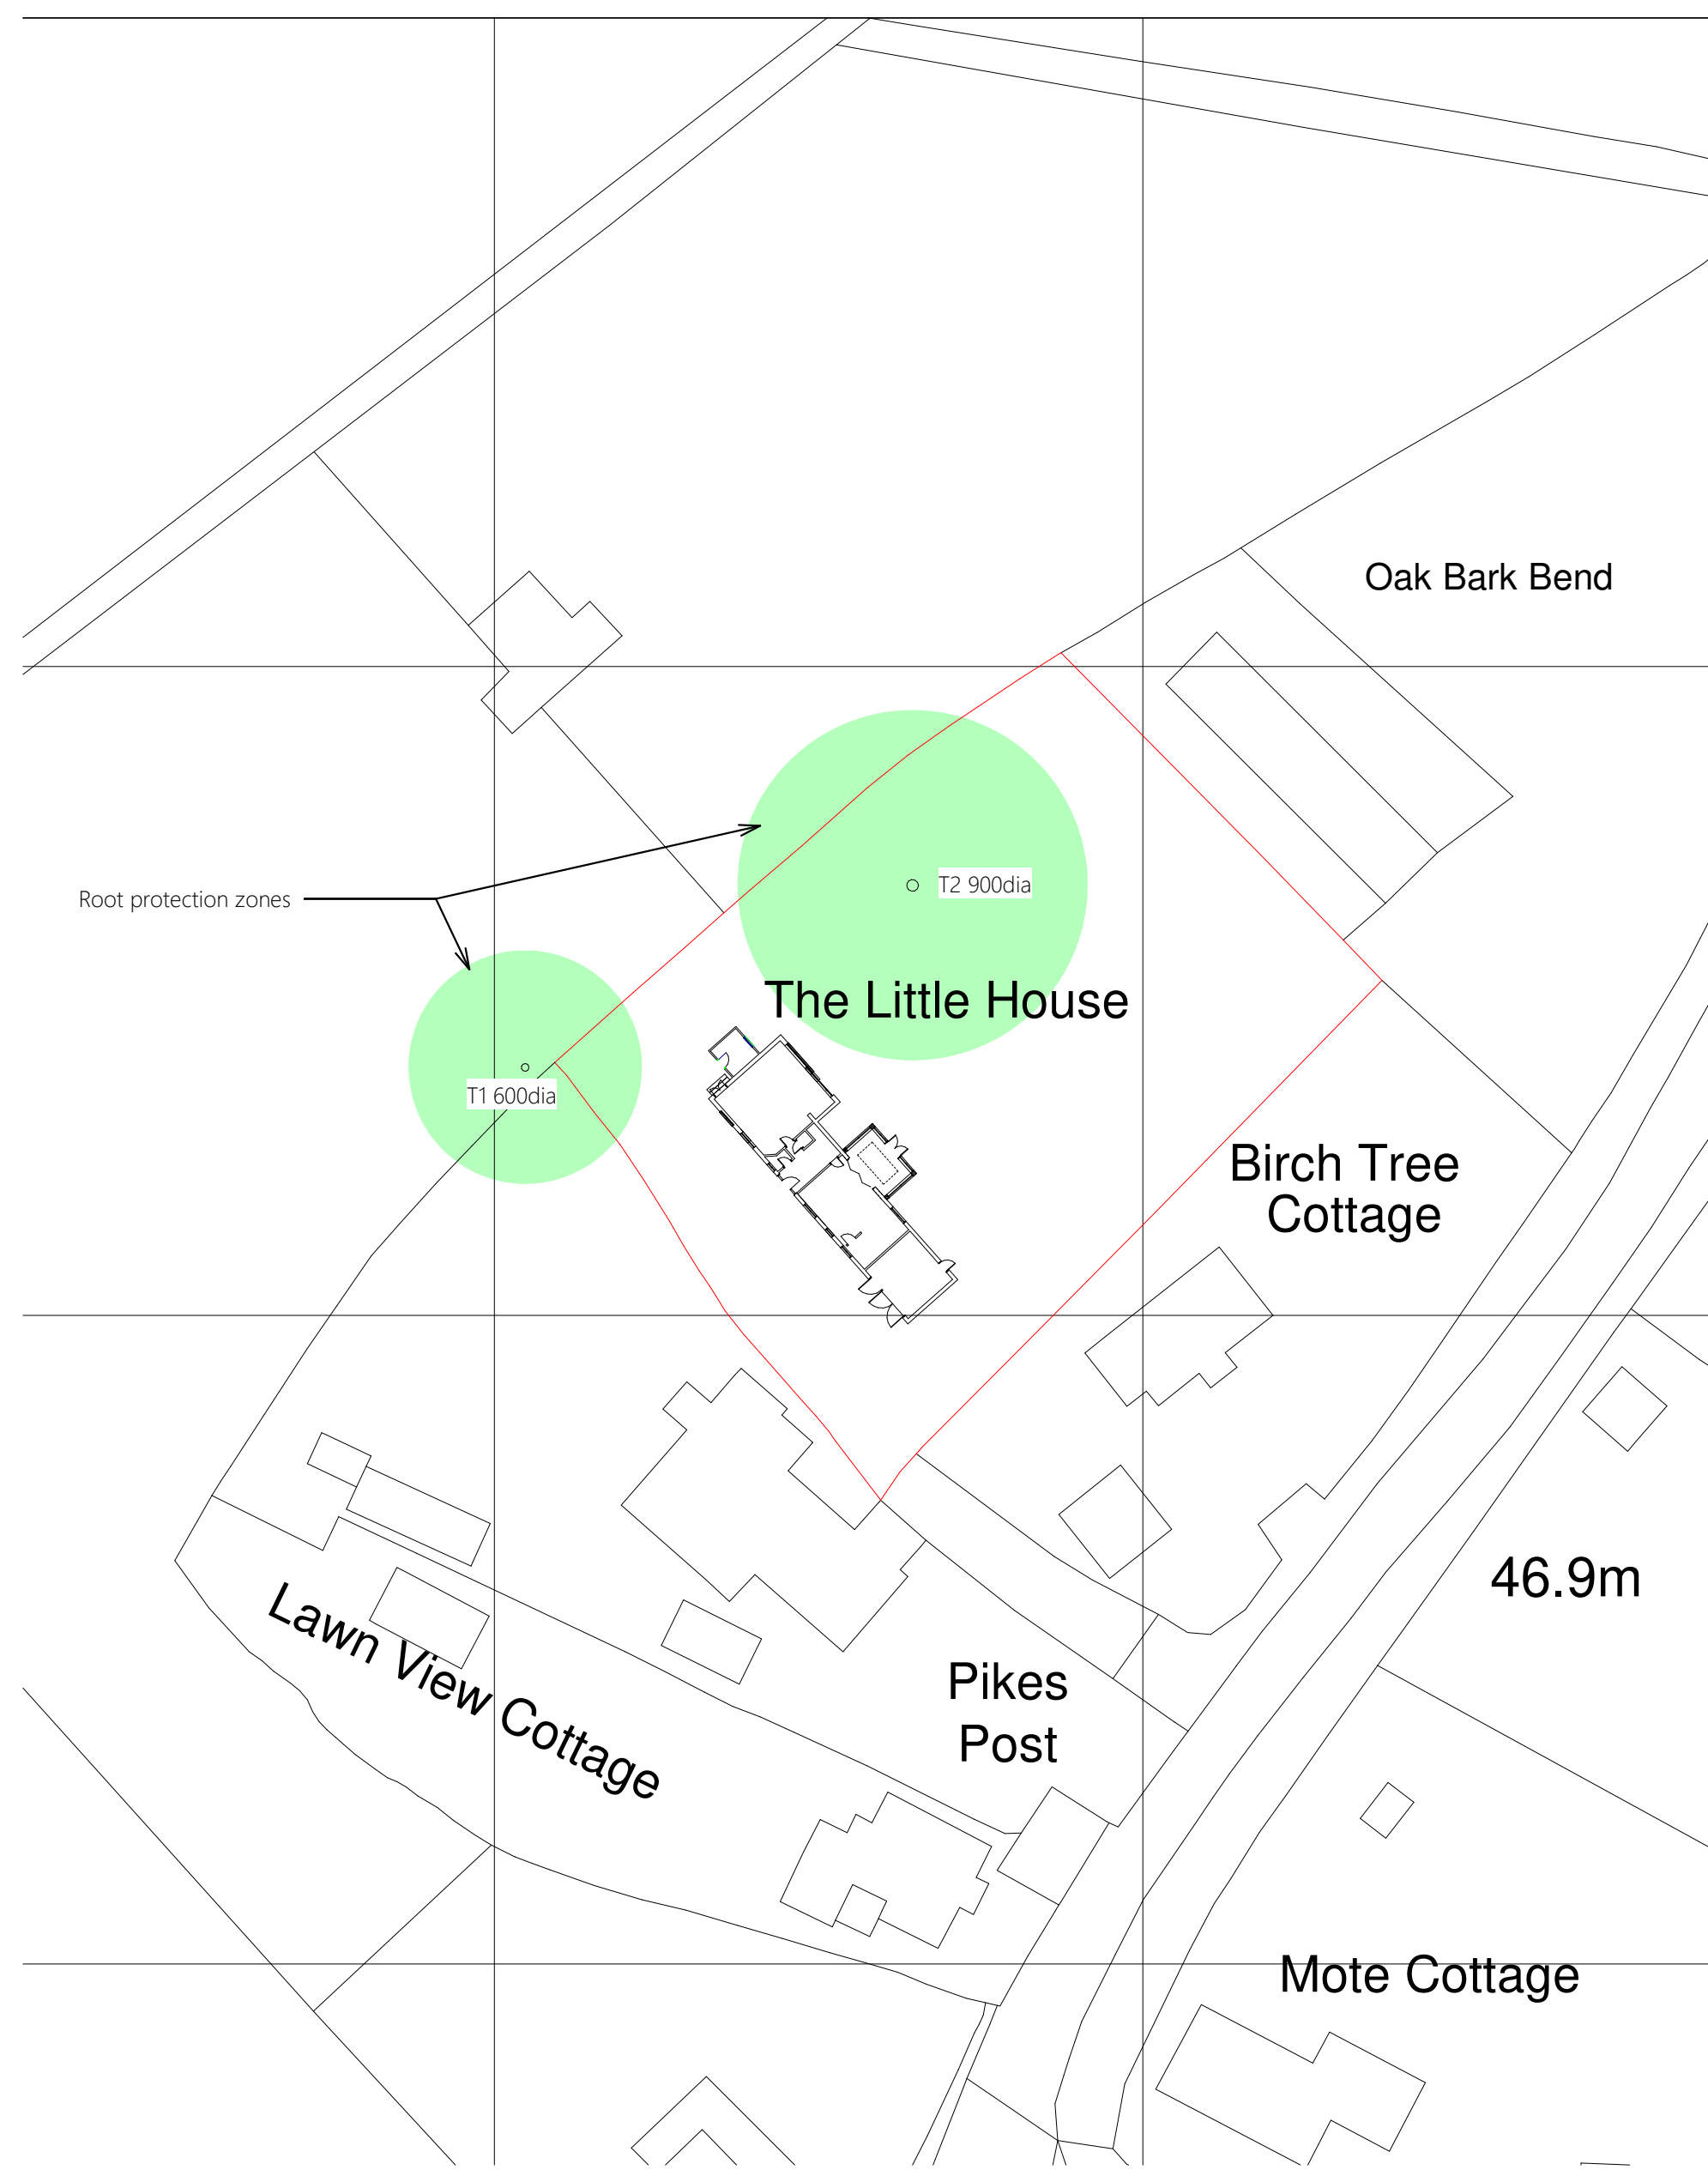 Oak Bark Bend
T2 900dia
Root protection zones
The Little House
T1 600dia
Birch Tree
Cottage
46.9m
Lawn View Cottage
Pikes
Post
Mote Cottage